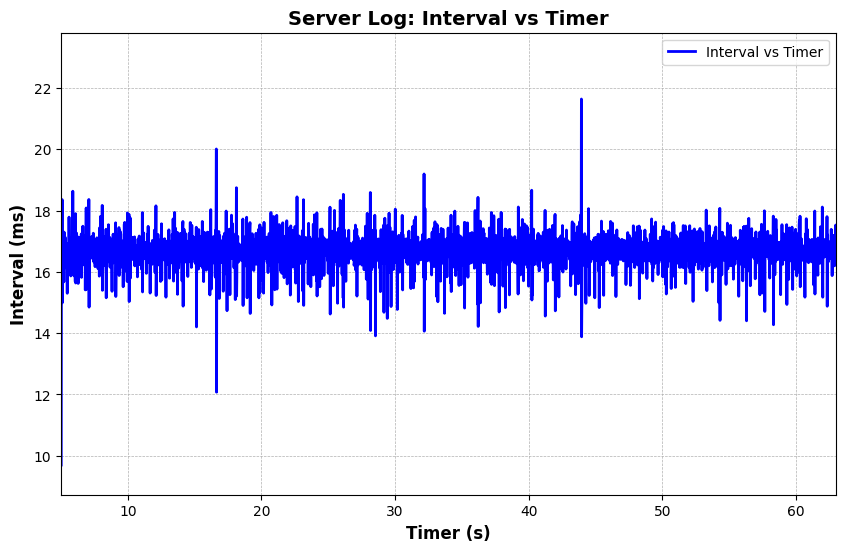 Server Log: Interval vs Timer
Interval vs Timer
22
20
18
16
14
12
10
Interval (ms)
10 20 30 40 50 60
Timer (s)